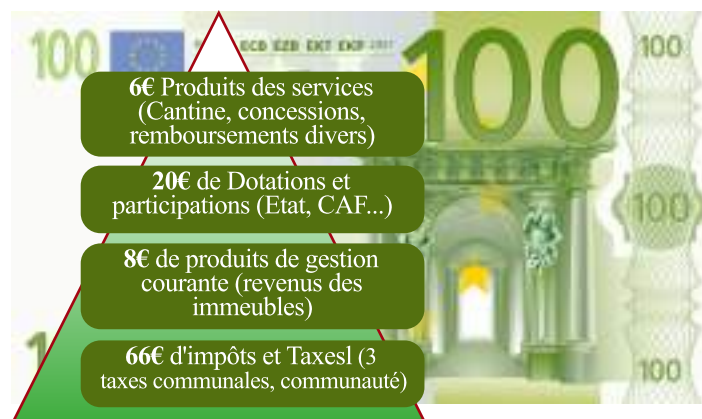 100
ECB EZB EKT EKP
100
100
6€ Produits des services
(Cantine, concessions,
remboursements divers)
20€ de Dotations et
participations (Etat, CAF...)
100
8€ de produits de gestion
courante (revenus des
immeubles)
66€ d'impôts et Taxesl (3
taxes communales, communauté)
1
100